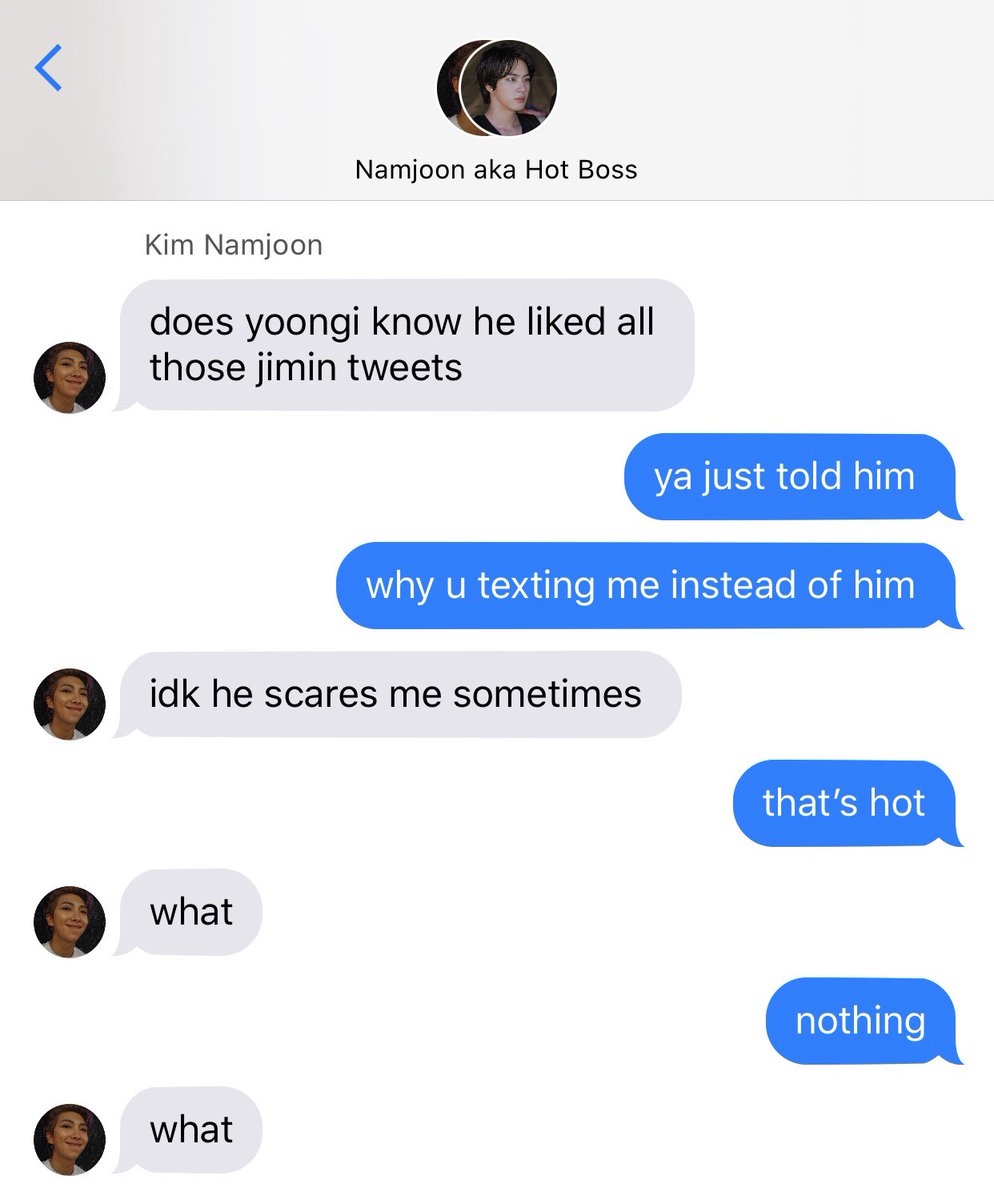 Namjoon aka Hot Boss
Kim Namjoon
does yoongi know he liked all
those jimin tweets
ya just told him
why u texting me instead of him
idk he scares me sometimes
that’s hot
what
nothing
what